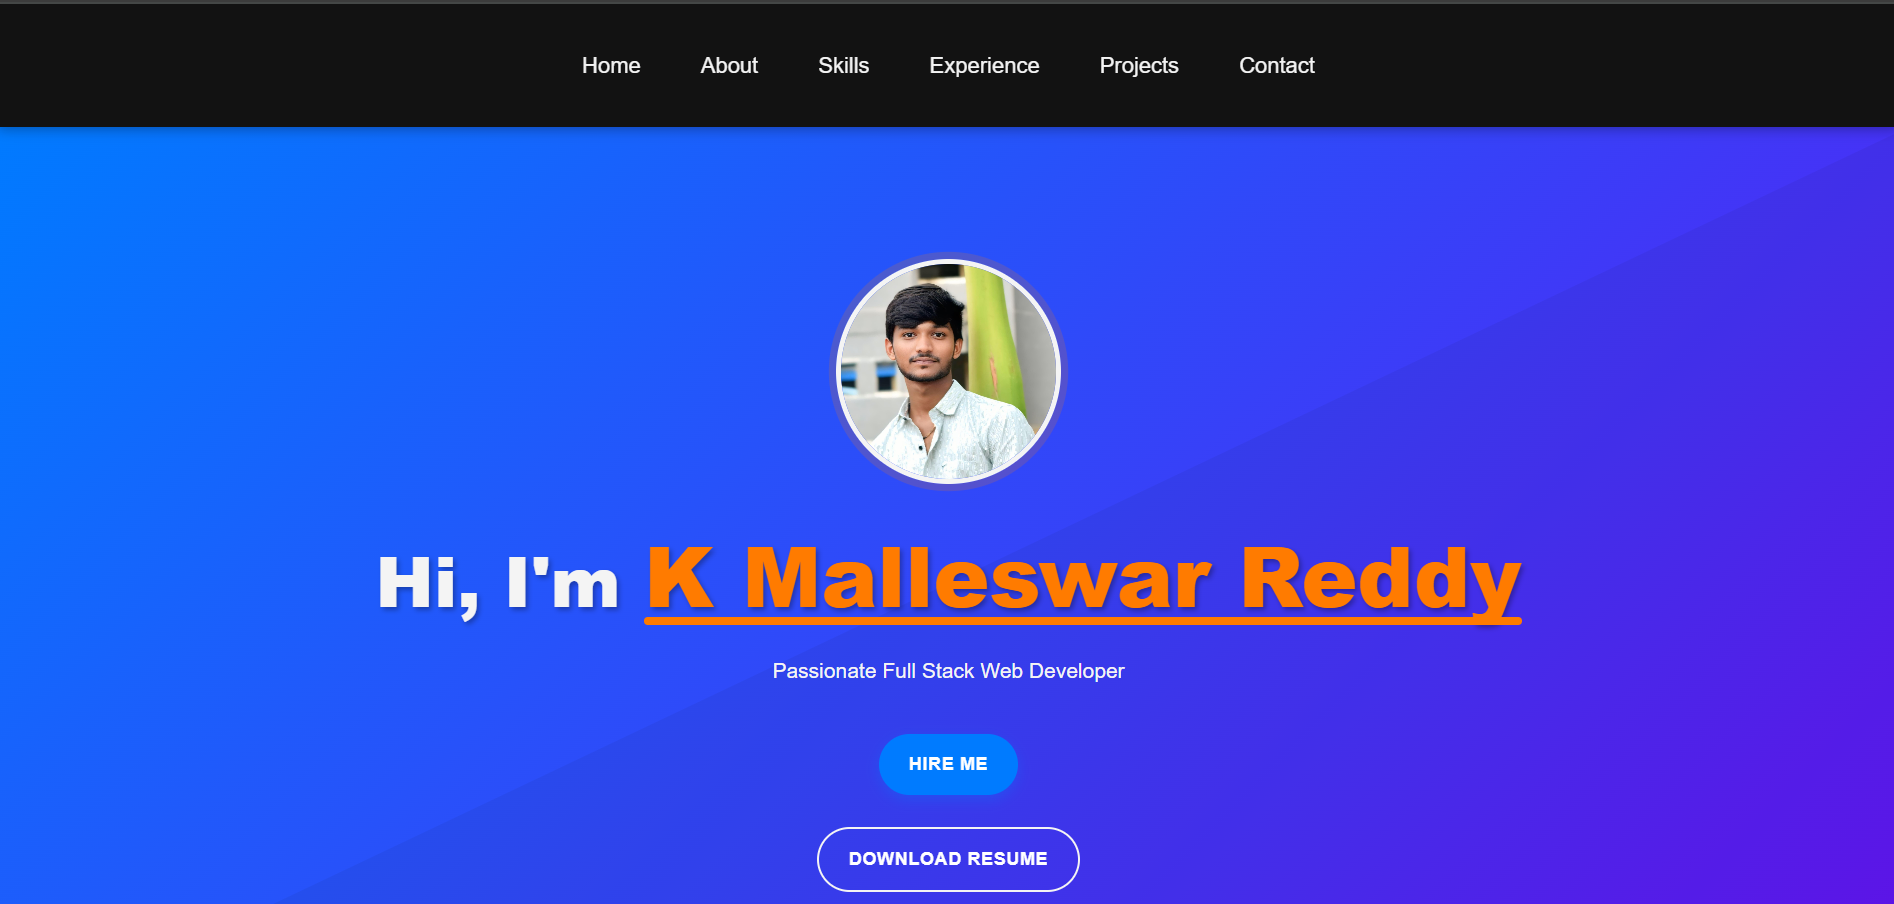 Home About Skills Experience Projects Contact
Hi, I'm K Malleswar Reddy
Passionate Full Stack Web Developer
HIRE ME
DOWNLOAD RESUME